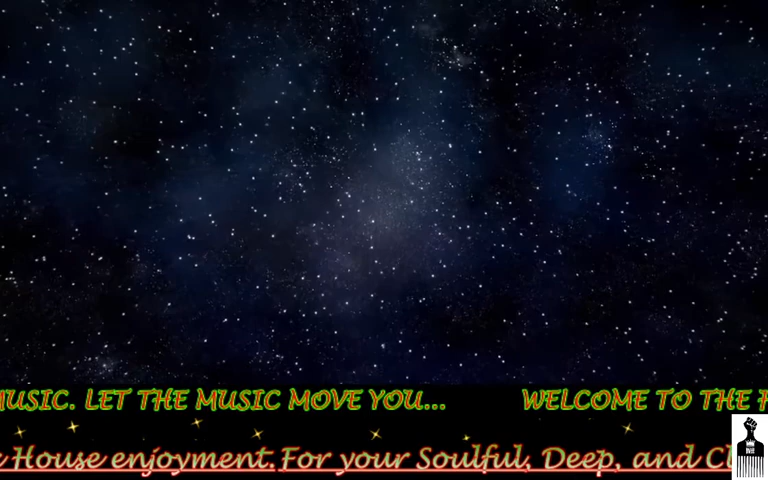 MUSIC. LET THE MUSIC MOVE YOU... WELCOME TO THE
House enjoyment. For your Soulful, Deep, and